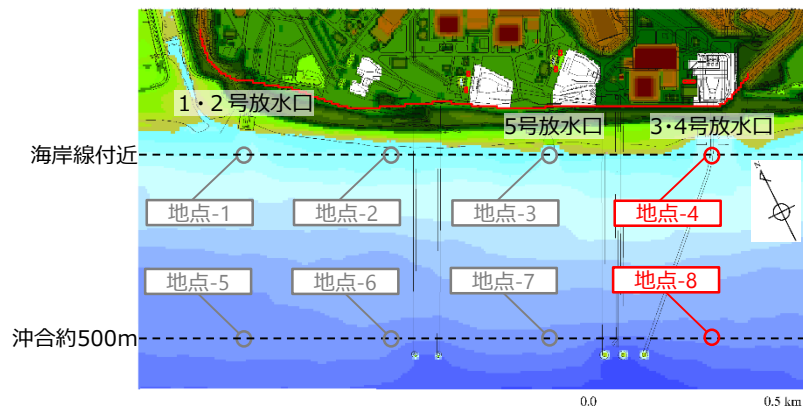 1・2号放水口
5号放水口
3・4号放水口
海岸線付近
地点-1
地点-2
地点-3
地点-4
N
地点-5
地点-6
地点-7
地点-8
沖合約500m
0.0
0.5 km